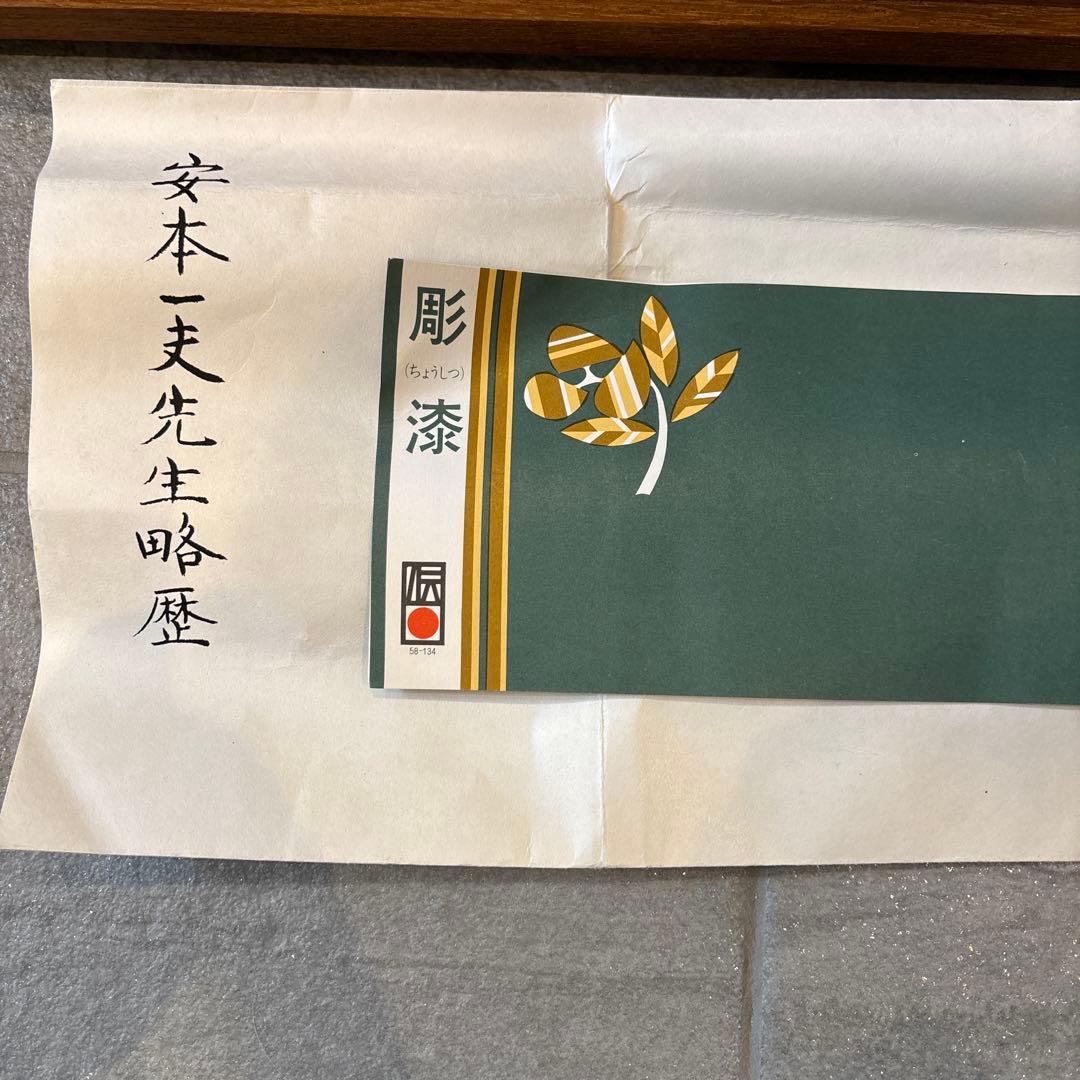 安本一夫先生略歴
彫
(ちょうしつ)
漆
58-134